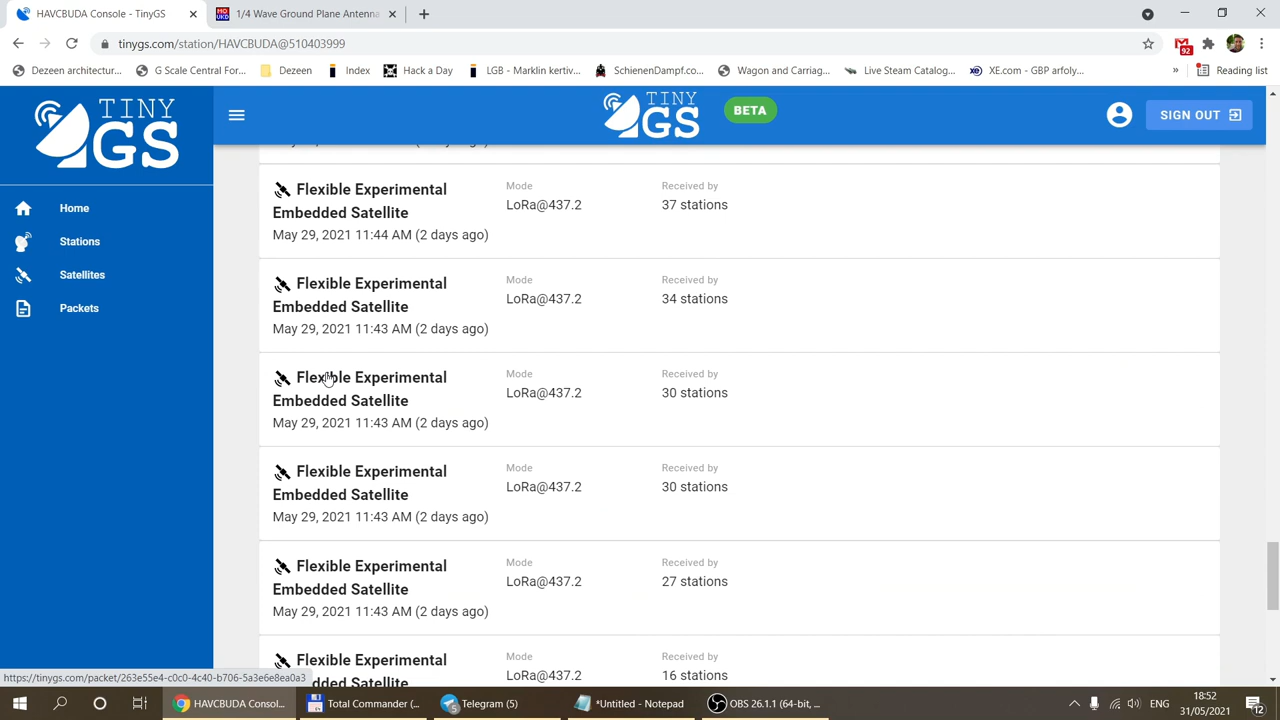 HAVCBUDA Console - TinyGS
1/4 Wave Ground Plane Antenna
tinygs.com/station/HAVCBUDA@510403999
92
Dezeen architectur...
G Scale Central For...
Dezeen
Index
Hack a Day
LGB - Marklin kertiv...
SchienenDampf.co...
Wagon and Carriag...
Live Steam Catalog...
XE.com - GBP arfoly...
»
Reading list
TINY
GS
TINY
GS
BETA
SIGN OUT
Home
Stations
Satellites
Packets
Flexible Experimental
Embedded Satellite
May 29, 2021 11:44 AM (2 days ago)
Mode
LoRa@437.2
Received by
37 stations
Flexible Experimental
Embedded Satellite
May 29, 2021 11:43 AM (2 days ago)
Mode
LoRa@437.2
Received by
34 stations
Flexible Experimental
Embedded Satellite
May 29, 2021 11:43 AM (2 days ago)
Mode
LoRa@437.2
Received by
30 stations
Flexible Experimental
Embedded Satellite
May 29, 2021 11:43 AM (2 days ago)
Mode
LoRa@437.2
Received by
30 stations
Flexible Experimental
Embedded Satellite
May 29, 2021 11:43 AM (2 days ago)
Mode
LoRa@437.2
Received by
27 stations
Flexible Experimental
dded Satellite
Mode
LoRa@437.2
Received by
16 stations
https://tinygs.com/packet/263e55e4-c0c0-4c40-b706-5a3e6e8ea0a3
HAVCBUDA Consol...
Total Commander (...
Telegram (5)
*Untitled - Notepad
OBS 26.1.1 (64-bit, ...
ENG
18:52
31/05/2021
12